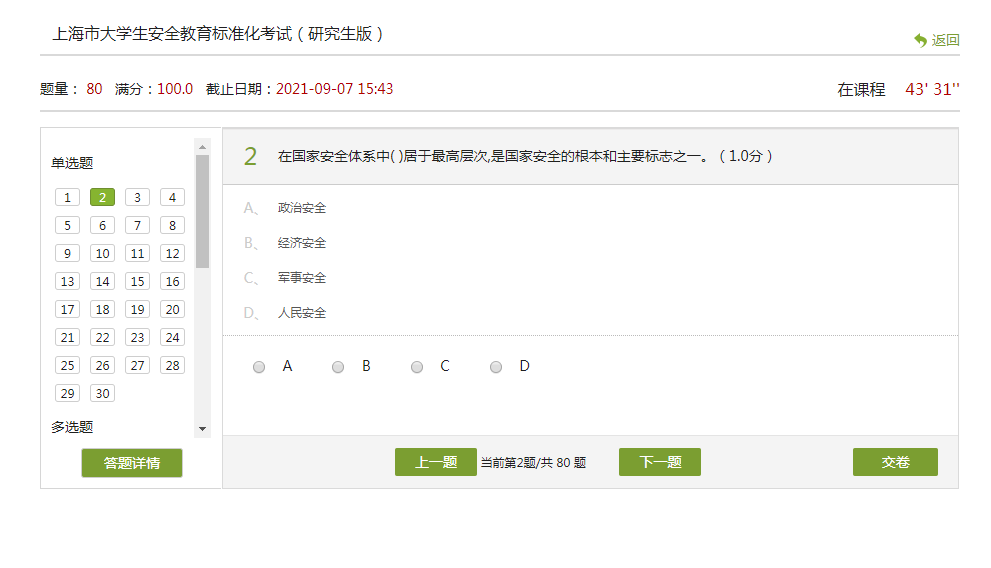 上海市大学生安全教育标准化考试（研究生版）
返回
题量： 80 满分：100.0 截止日期：2021-09-07 15:43
在课程 43' 31''
单选题
1 2 3 4
5 6 7 8
9 10 11 12
13 14 15 16
17 18 19 20
21 22 23 24
25 26 27 28
29 30
多选题
答题详情
2 在国家安全体系中( )居于最高层次,是国家安全的根本和主要标志之一。（1.0分）
A、 政治安全
B、 经济安全
C、 军事安全
D、 人民安全
A B C D
上一题 当前第2题/共 80 题 下一题 交卷